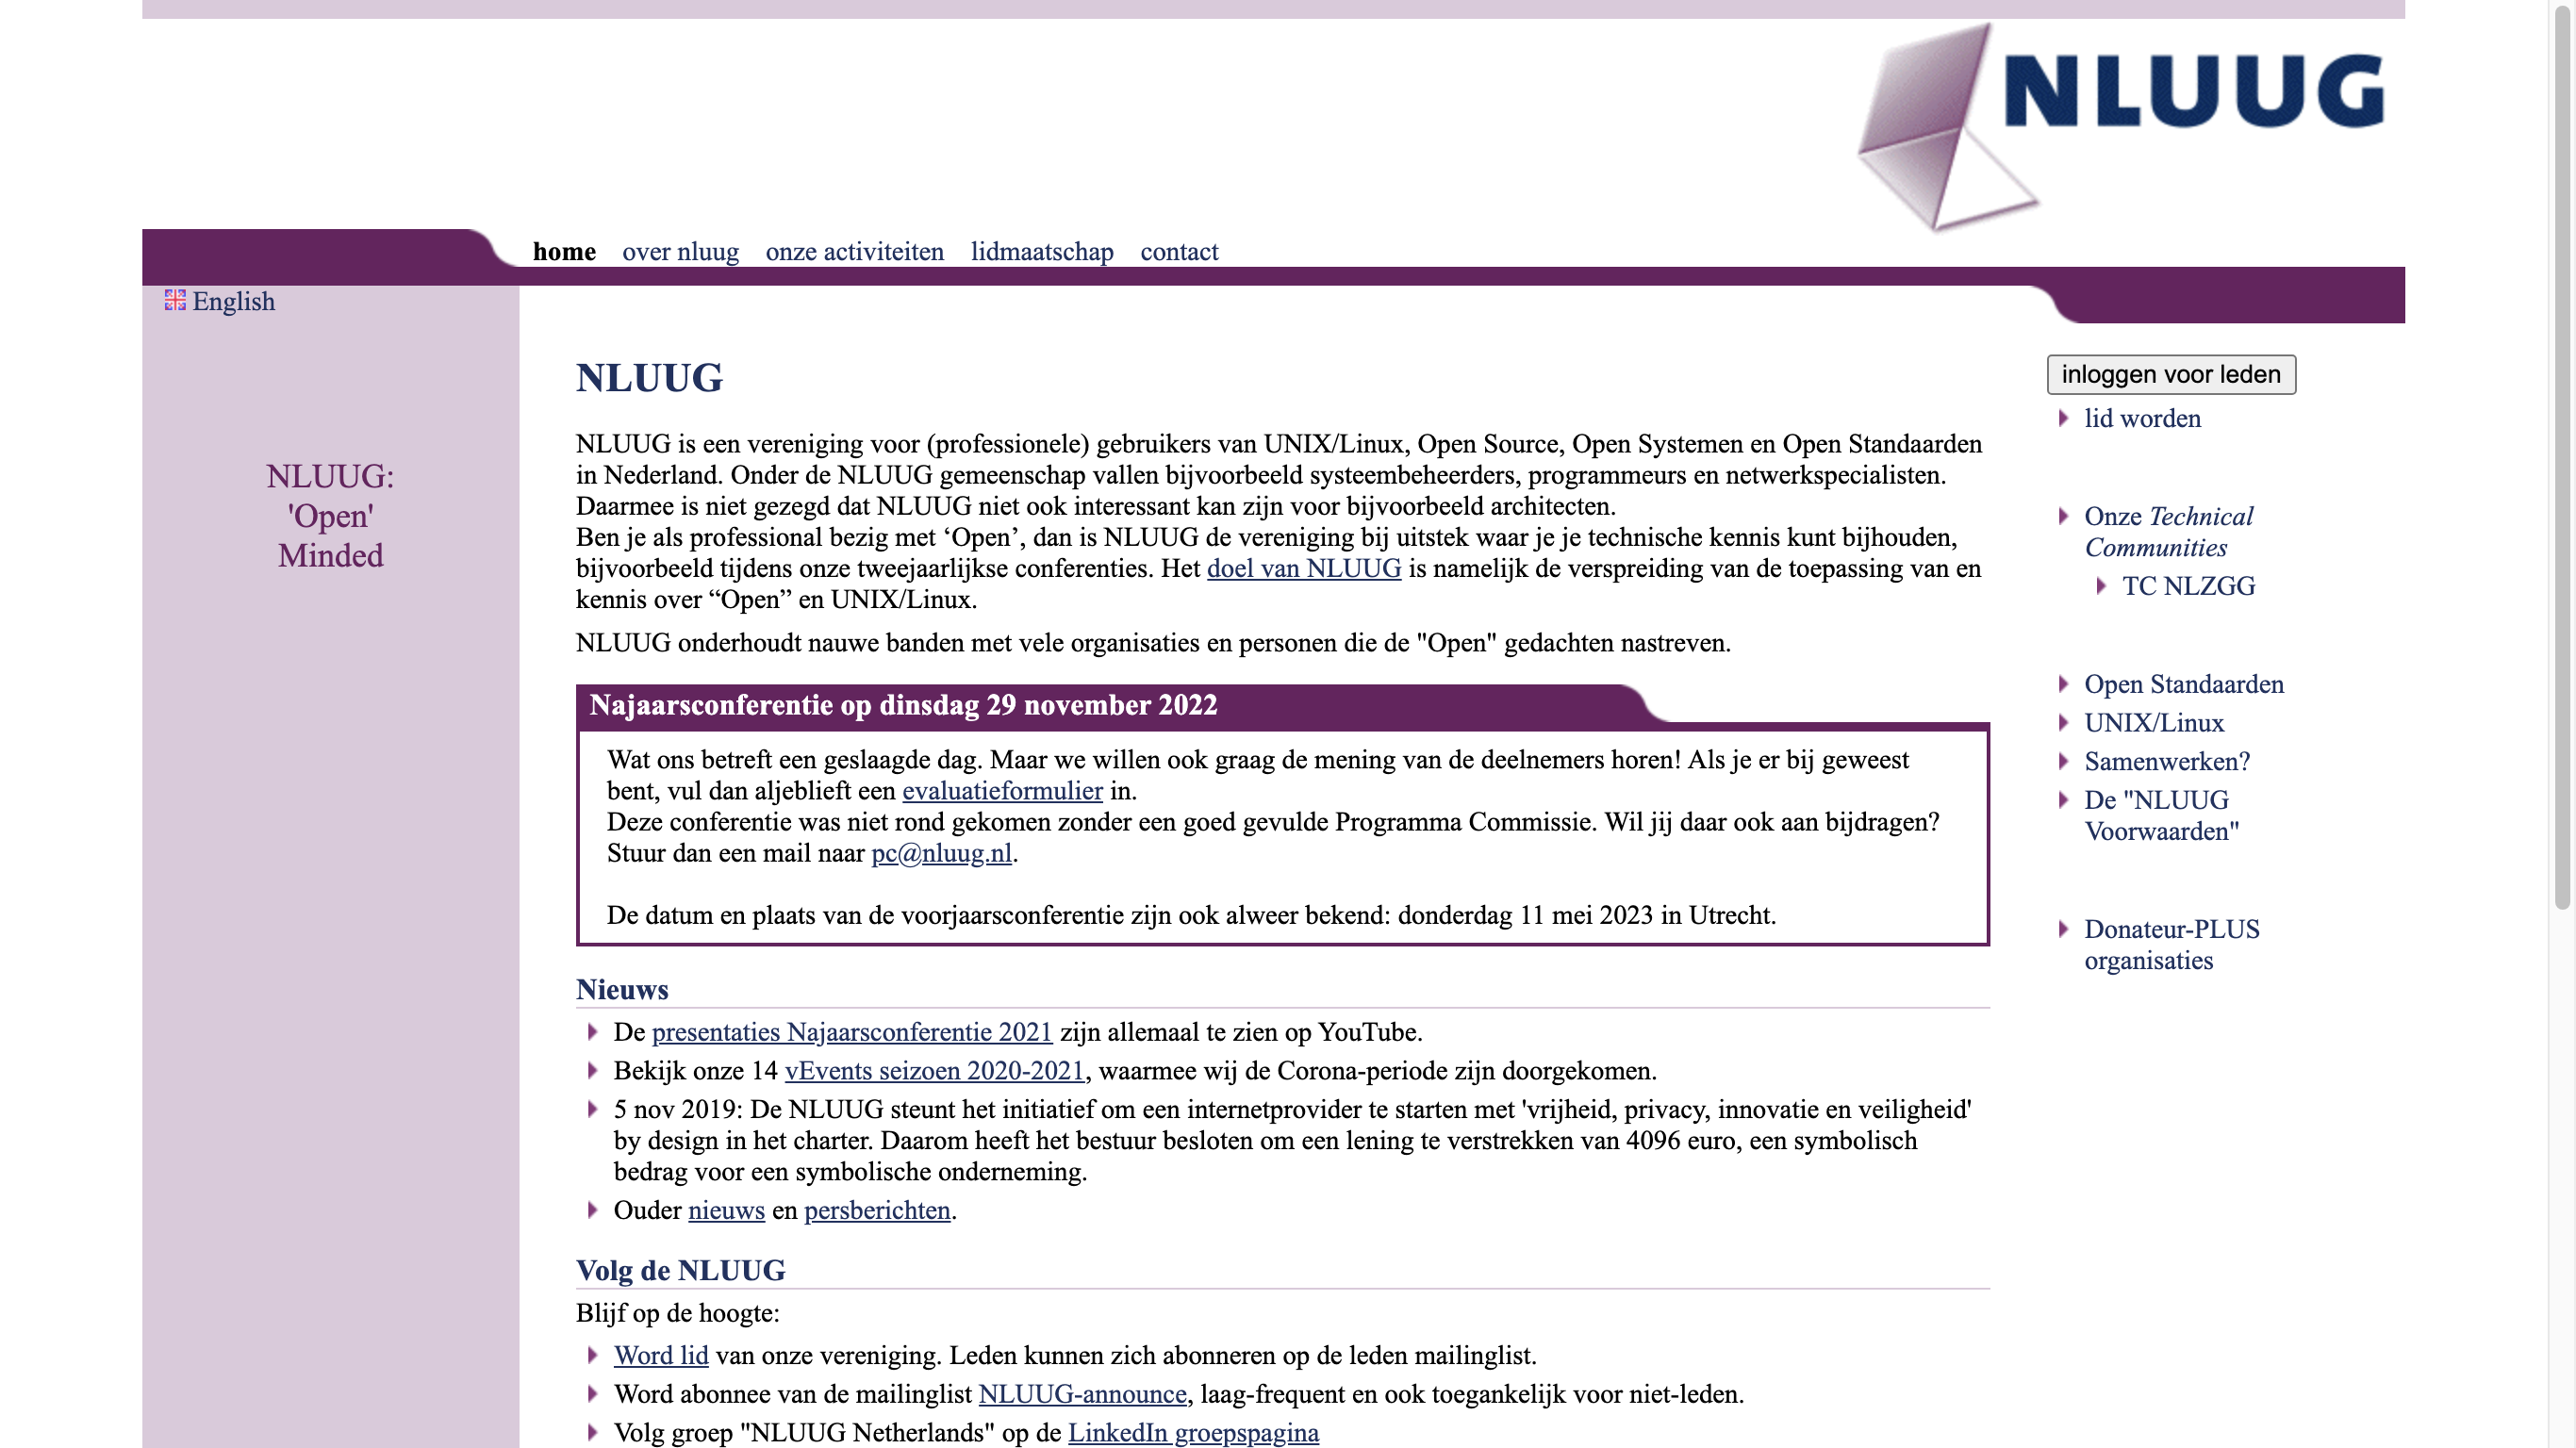 NLUUG
home over nluug onze activiteiten lidmaatschap contact
English
NLUUG:
'Open'
Minded
NLUUG
NLUUG is een vereniging voor (professionele) gebruikers van UNIX/Linux, Open Source, Open Systemen en Open Standaarden
in Nederland. Onder de NLUUG gemeenschap vallen bijvoorbeeld systeembeheerders, programmeurs en netwerkspecialisten.
Daarmee is niet gezegd dat NLUUG niet ook interessant kan zijn voor bijvoorbeeld architecten.
Ben je als professional bezig met ‘Open’, dan is NLUUG de vereniging bij uitstek waar je je technische kennis kunt bijhouden,
bijvoorbeeld tijdens onze tweejaarlijkse conferenties. Het doel van NLUUG is namelijk de verspreiding van de toepassing van en
kennis over “Open” en UNIX/Linux.
NLUUG onderhoudt nauwe banden met vele organisaties en personen die de "Open" gedachten nastreven.
Najaarsconferentie op dinsdag 29 november 2022
Wat ons betreft een geslaagde dag. Maar we willen ook graag de mening van de deelnemers horen! Als je er bij geweest
bent, vul dan aljeblieft een evaluatieformulier in.
Deze conferentie was niet rond gekomen zonder een goed gevulde Programma Commissie. Wil jij daar ook aan bijdragen?
Stuur dan een mail naar pc@nluug.nl.
De datum en plaats van de voorjaarsconferentie zijn ook alweer bekend: donderdag 11 mei 2023 in Utrecht.
Nieuws
De presentaties Najaarsconferentie 2021 zijn allemaal te zien op YouTube.
Bekijk onze 14 vEvents seizoen 2020-2021, waarmee wij de Corona-periode zijn doorgekomen.
5 nov 2019: De NLUUG steunt het initiatief om een internetprovider te starten met 'vrijheid, privacy, innovatie en veiligheid'
by design in het charter. Daarom heeft het bestuur besloten om een lening te verstrekken van 4096 euro, een symbolisch
bedrag voor een symbolische onderneming.
Ouder nieuws en persberichten.
Volg de NLUUG
Blijf op de hoogte:
Word lid van onze vereniging. Leden kunnen zich abonneren op de leden mailinglist.
Word abonnee van de mailinglist NLUUG-announce, laag-frequent en ook toegankelijk voor niet-leden.
Volg groep "NLUUG Netherlands" op de LinkedIn groepspagina
inloggen voor leden
lid worden
Onze Technical
Communities
TC NLZGG
Open Standaarden
UNIX/Linux
Samenwerken?
De "NLUUG
Voorwaarden"
Donateur-PLUS
organisaties